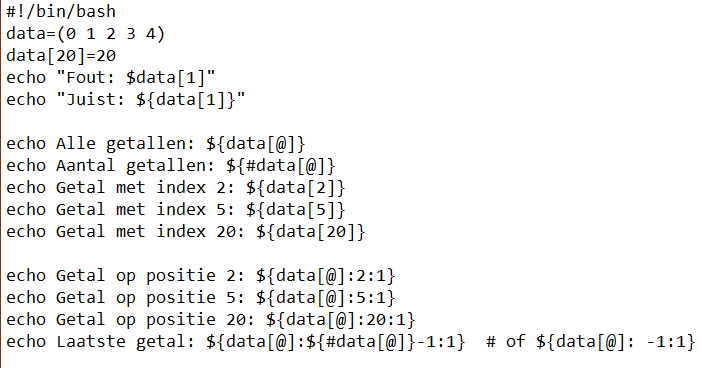 #!/bin/bash
data=(0 1 2 3 4)
data[20]=20
echo "Fout: $data[1]"
echo "Juist: ${data[1]}"
echo Alle getallen: ${data[@]}
echo Aantal getallen: ${#data[@]}
echo Getal met index 2: ${data[2]}
echo Getal met index 5: ${data[5]}
echo Getal met index 20: ${data[20]}
echo Getal op positie 2: ${data[@]:2:1}
echo Getal op positie 5: ${data[@]:5:1}
echo Getal op positie 20: ${data[@]:20:1}
echo Laatste getal: ${data[@]:${#data[@]}-1:1}  # of ${data[@]: -1:1}